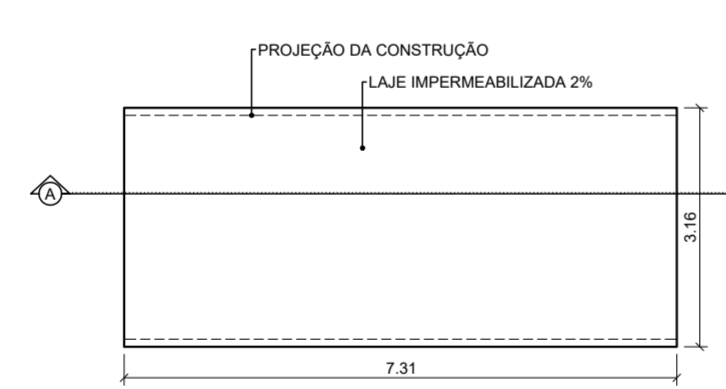 PROJEÇÃO DA CONSTRUÇÃO
LAJE IMPERMEABILIZADA 2%
A
3.16
7.31